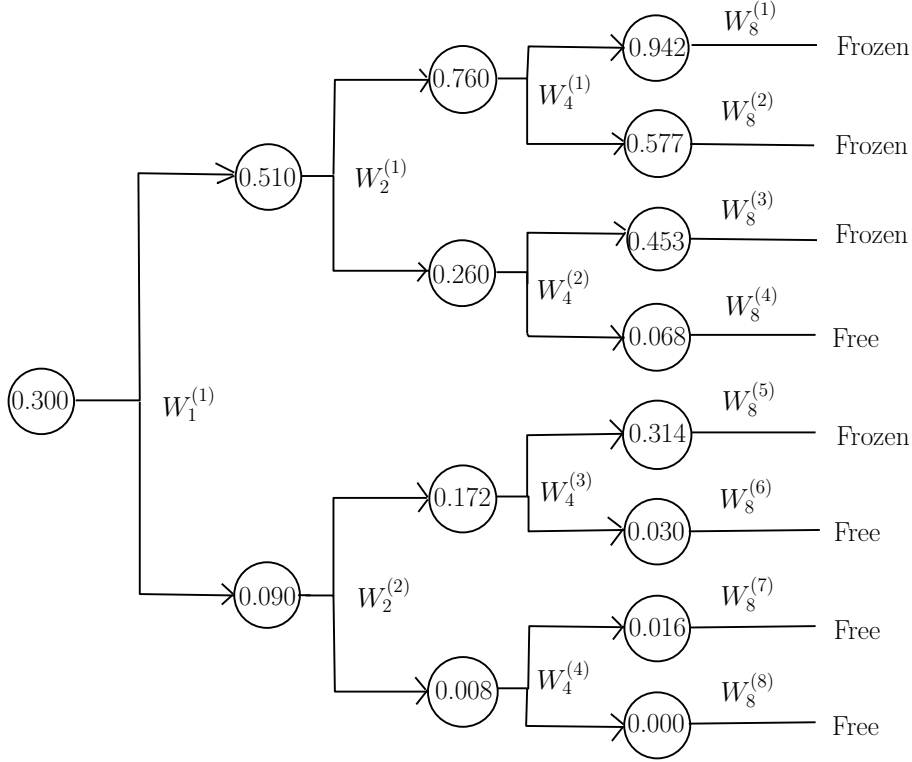 W_8^{(1)}
0.942
Frozen
0.760
W_4^{(1)}
W_8^{(2)}
0.577
Frozen
0.510
W_2^{(1)}
W_8^{(3)}
0.453
Frozen
0.260
W_4^{(2)}
W_8^{(4)}
0.068
Free
0.300
W_1^{(1)}
W_8^{(5)}
0.314
Frozen
0.172
W_4^{(3)}
W_8^{(6)}
0.030
Free
0.090
W_2^{(2)}
W_8^{(7)}
0.016
Free
0.008
W_4^{(4)}
W_8^{(8)}
0.000
Free